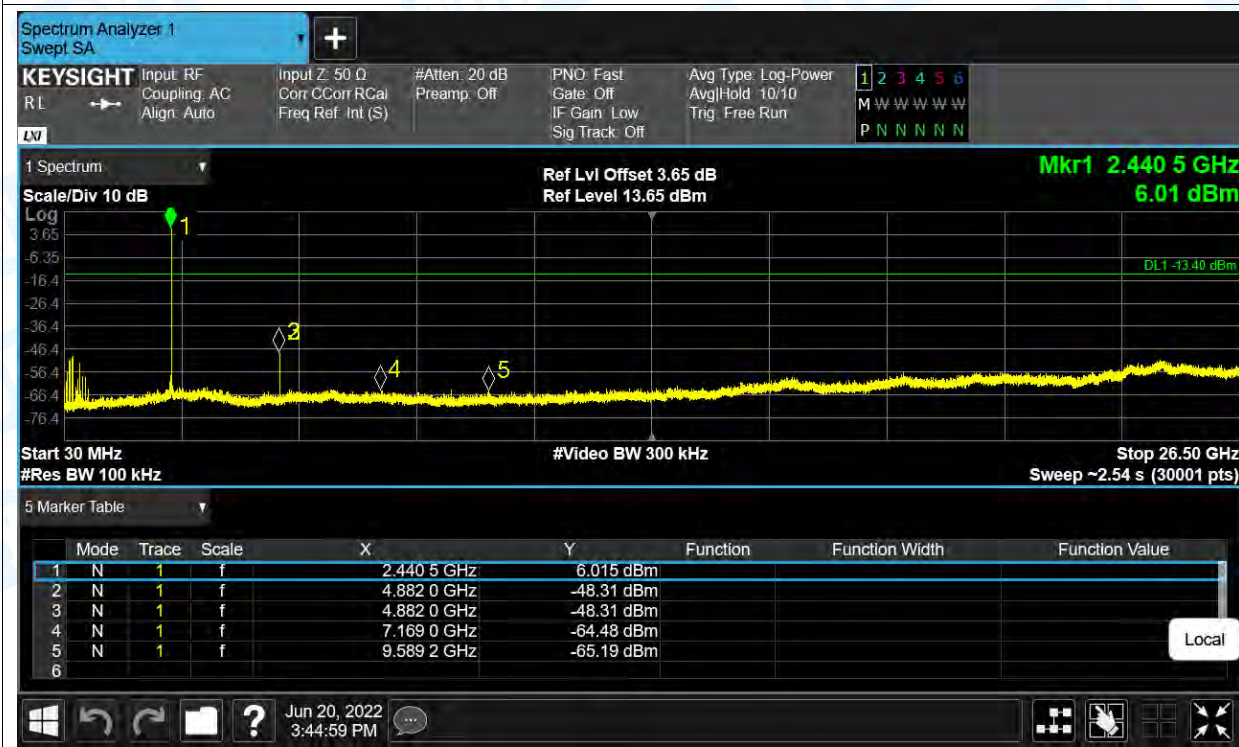 Spectrum Analyzer 1
Swept SA
+
KEYSIGHT Input: RF Input Z: 50 Ω #Atten: 20 dB PNO: Fast Avg Type: Log-Power 1 2 3 4 5 6
R L Coupling: AC Corr CCorr RCal Preamp: Off Gate: Off Avg|Hold: 10/10 M W W W W W
Align: Auto Freq Ref: Int (S) IF Gain: Low Trig: Free Run
LXI Sig Track: Off P N N N N N
1 Spectrum Ref Lvl Offset 3.65 dB Mkr1 2.440 5 GHz
Scale/Div 10 dB Ref Level 13.65 dBm 6.01 dBm
Log
1
3.65
-6.35
DL1 -13.40 dBm
-16.4
-26.4
-36.4
3
-46.4
-56.4
4 5
-66.4
-76.4
Start 30 MHz #Video BW 300 kHz Stop 26.50 GHz
#Res BW 100 kHz Sweep ~2.54 s (30001 pts)
5 Marker Table
Mode Trace Scale X Y Function Function Width Function Value
1 N 1 f 2.440 5 GHz 6.015 dBm
2 N 1 f 4.882 0 GHz -48.31 dBm
3 N 1 f 4.882 0 GHz -48.31 dBm
4 N 1 f 7.169 0 GHz -64.48 dBm
5 N 1 f 9.589 2 GHz -65.19 dBm
6
Local
? Jun 20, 2022
3:44:59 PM